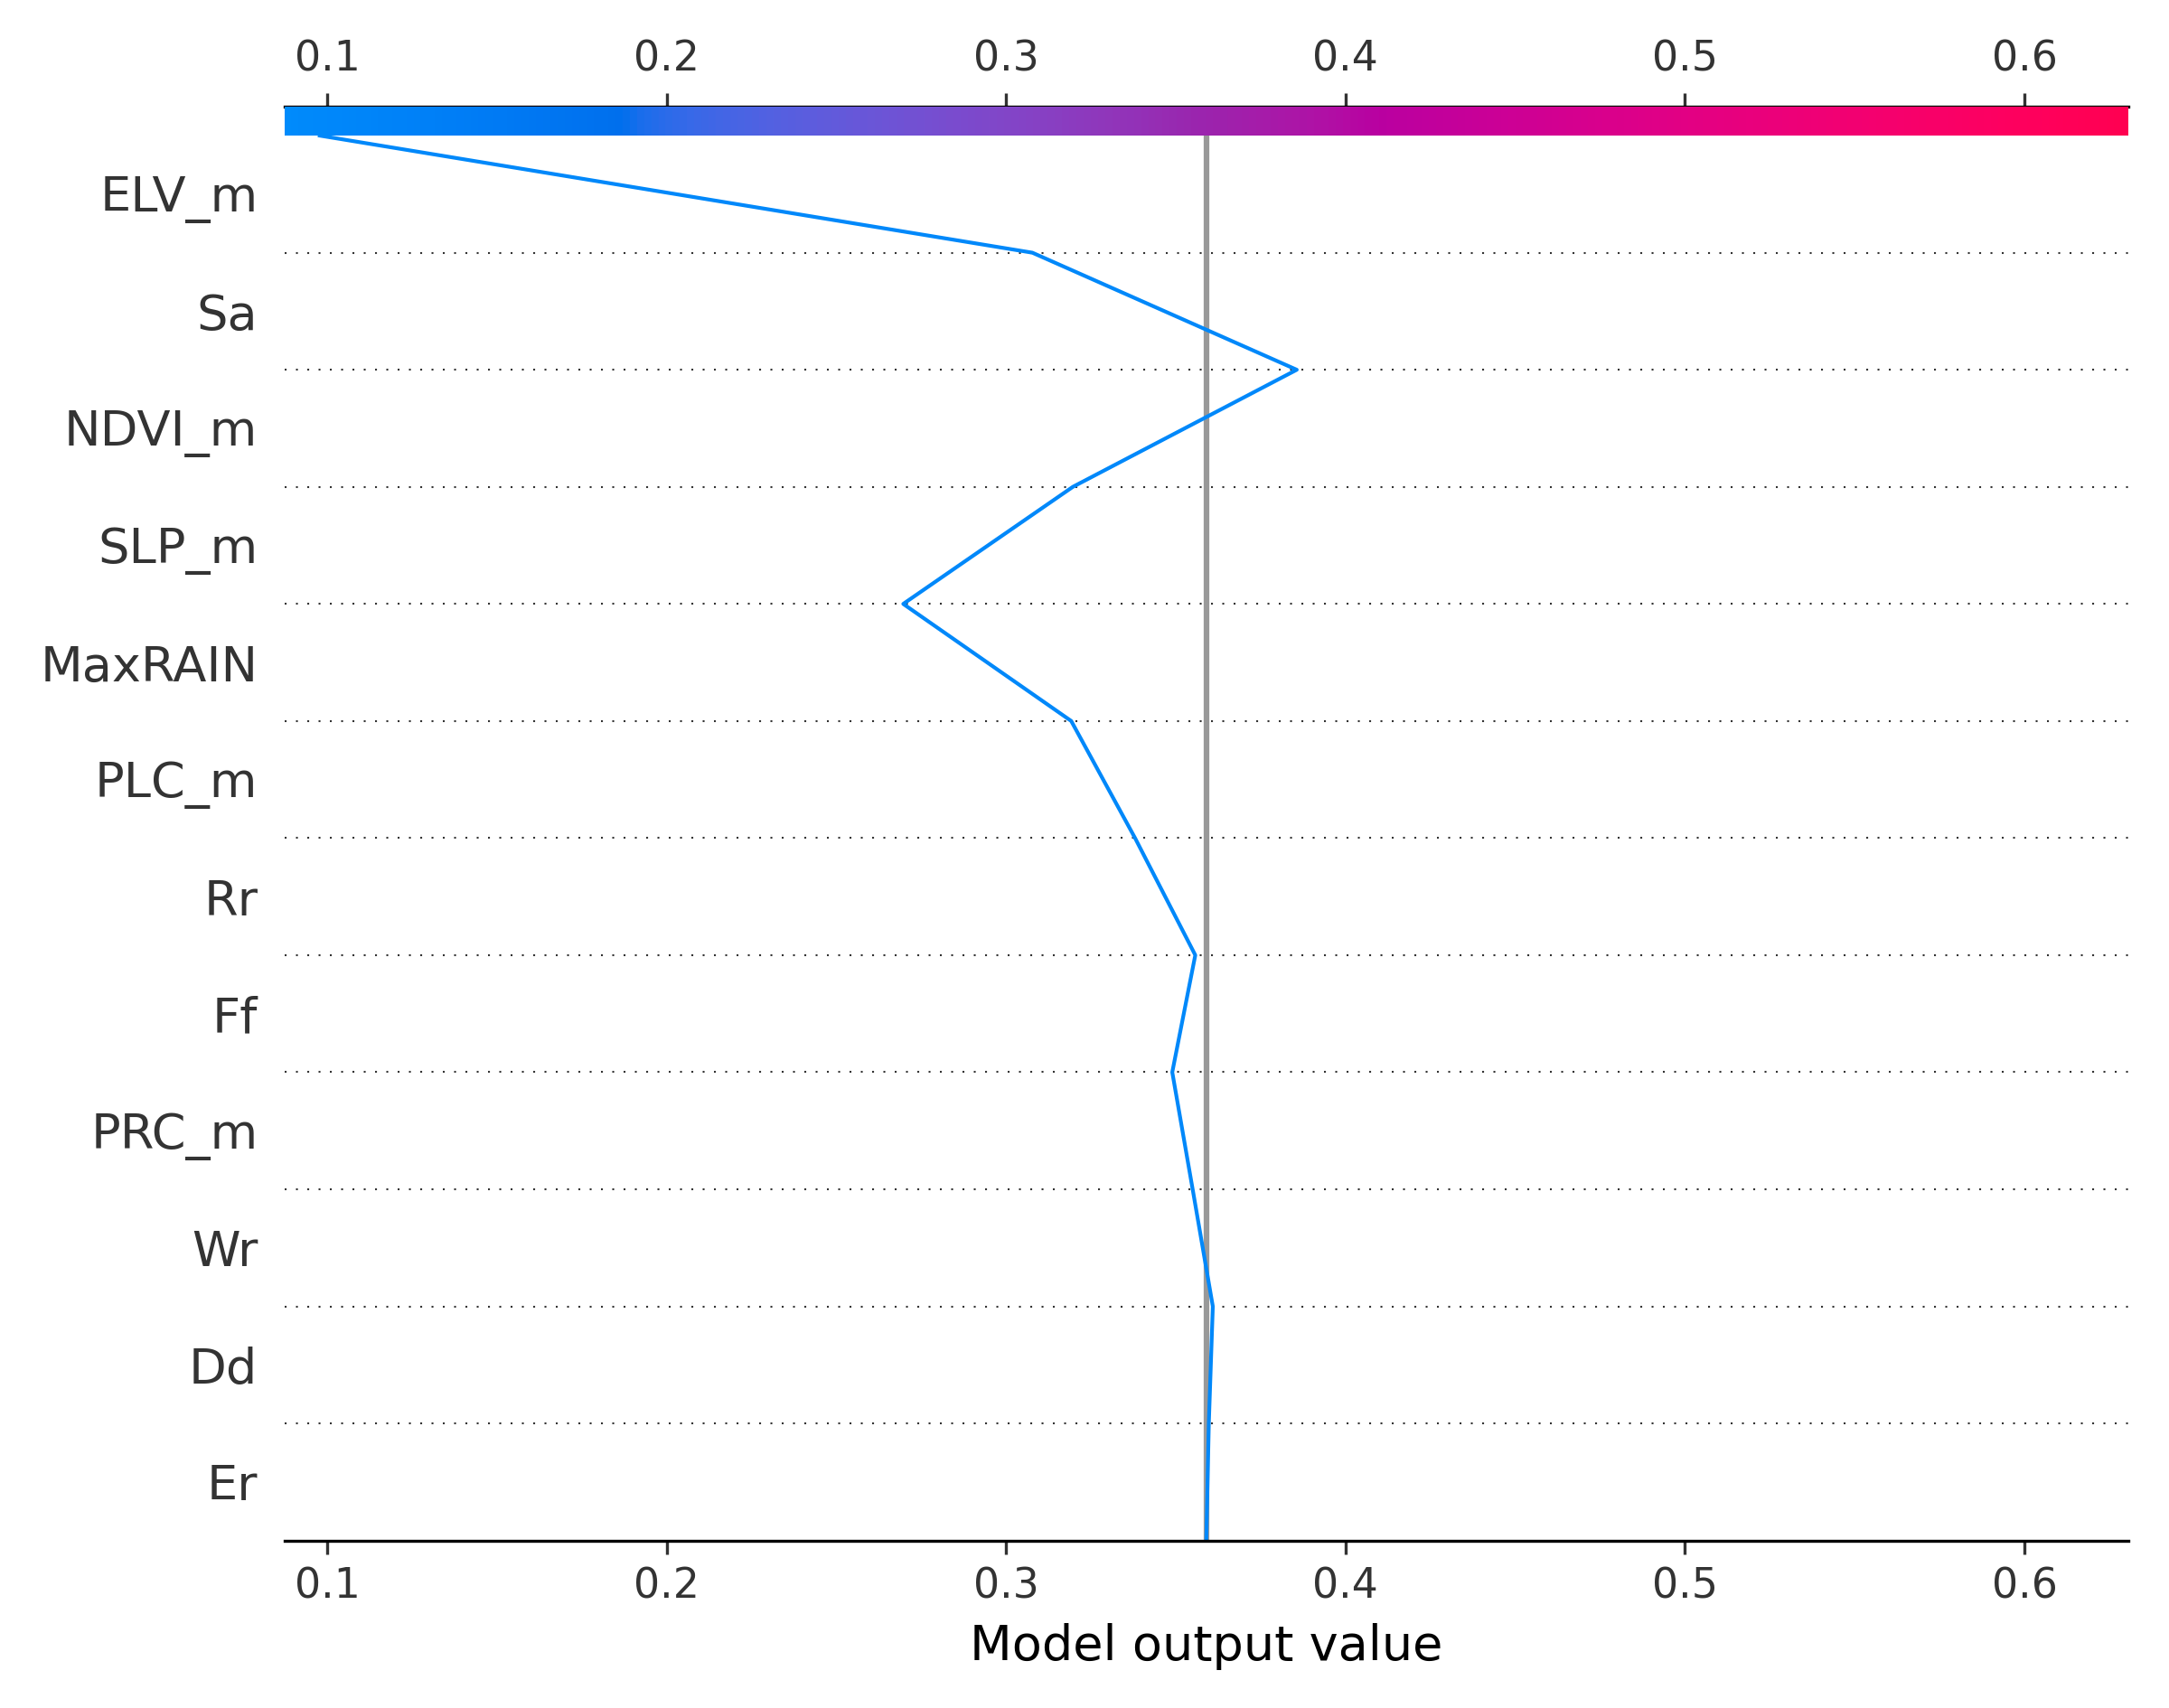 0.1 0.2 0.3 0.4 0.5 0.6
ELV_m
Sa
NDVI_m
SLP_m
MaxRAIN
PLC_m
Rr
Ff
PRC_m
Wr
Dd
Er
0.1 0.2 0.3 0.4 0.5 0.6
Model output value